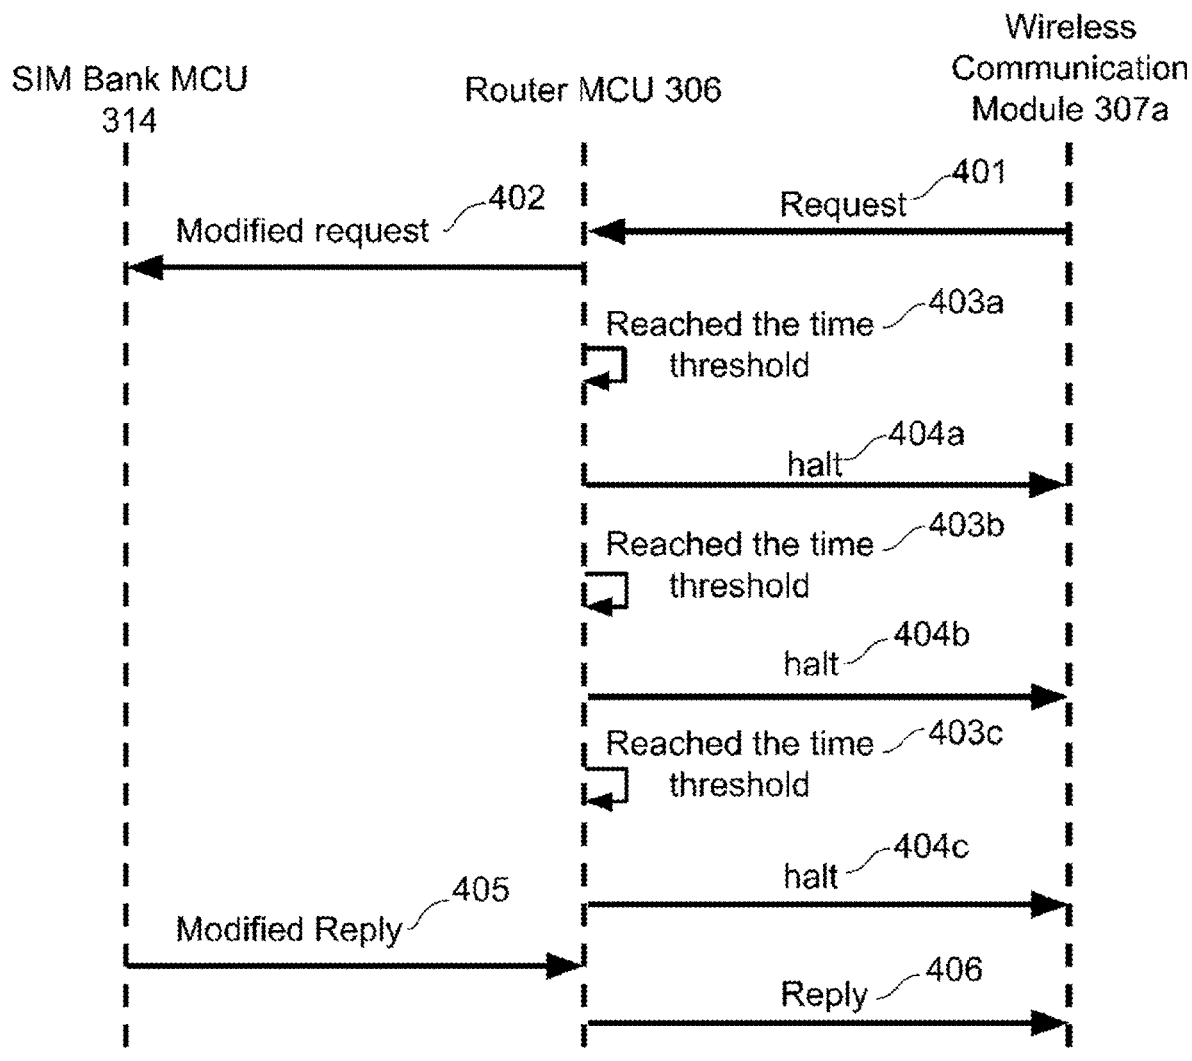 Wireless
Communication
Module 307a
SIM Bank MCU
314
Router MCU 306
401
Request
402
Modified request
403a
Reached the time
threshold
404a
halt
403b
Reached the time
threshold
404b
halt
403c
Reached the time
threshold
404c
halt
405
Modified Reply
406
Reply